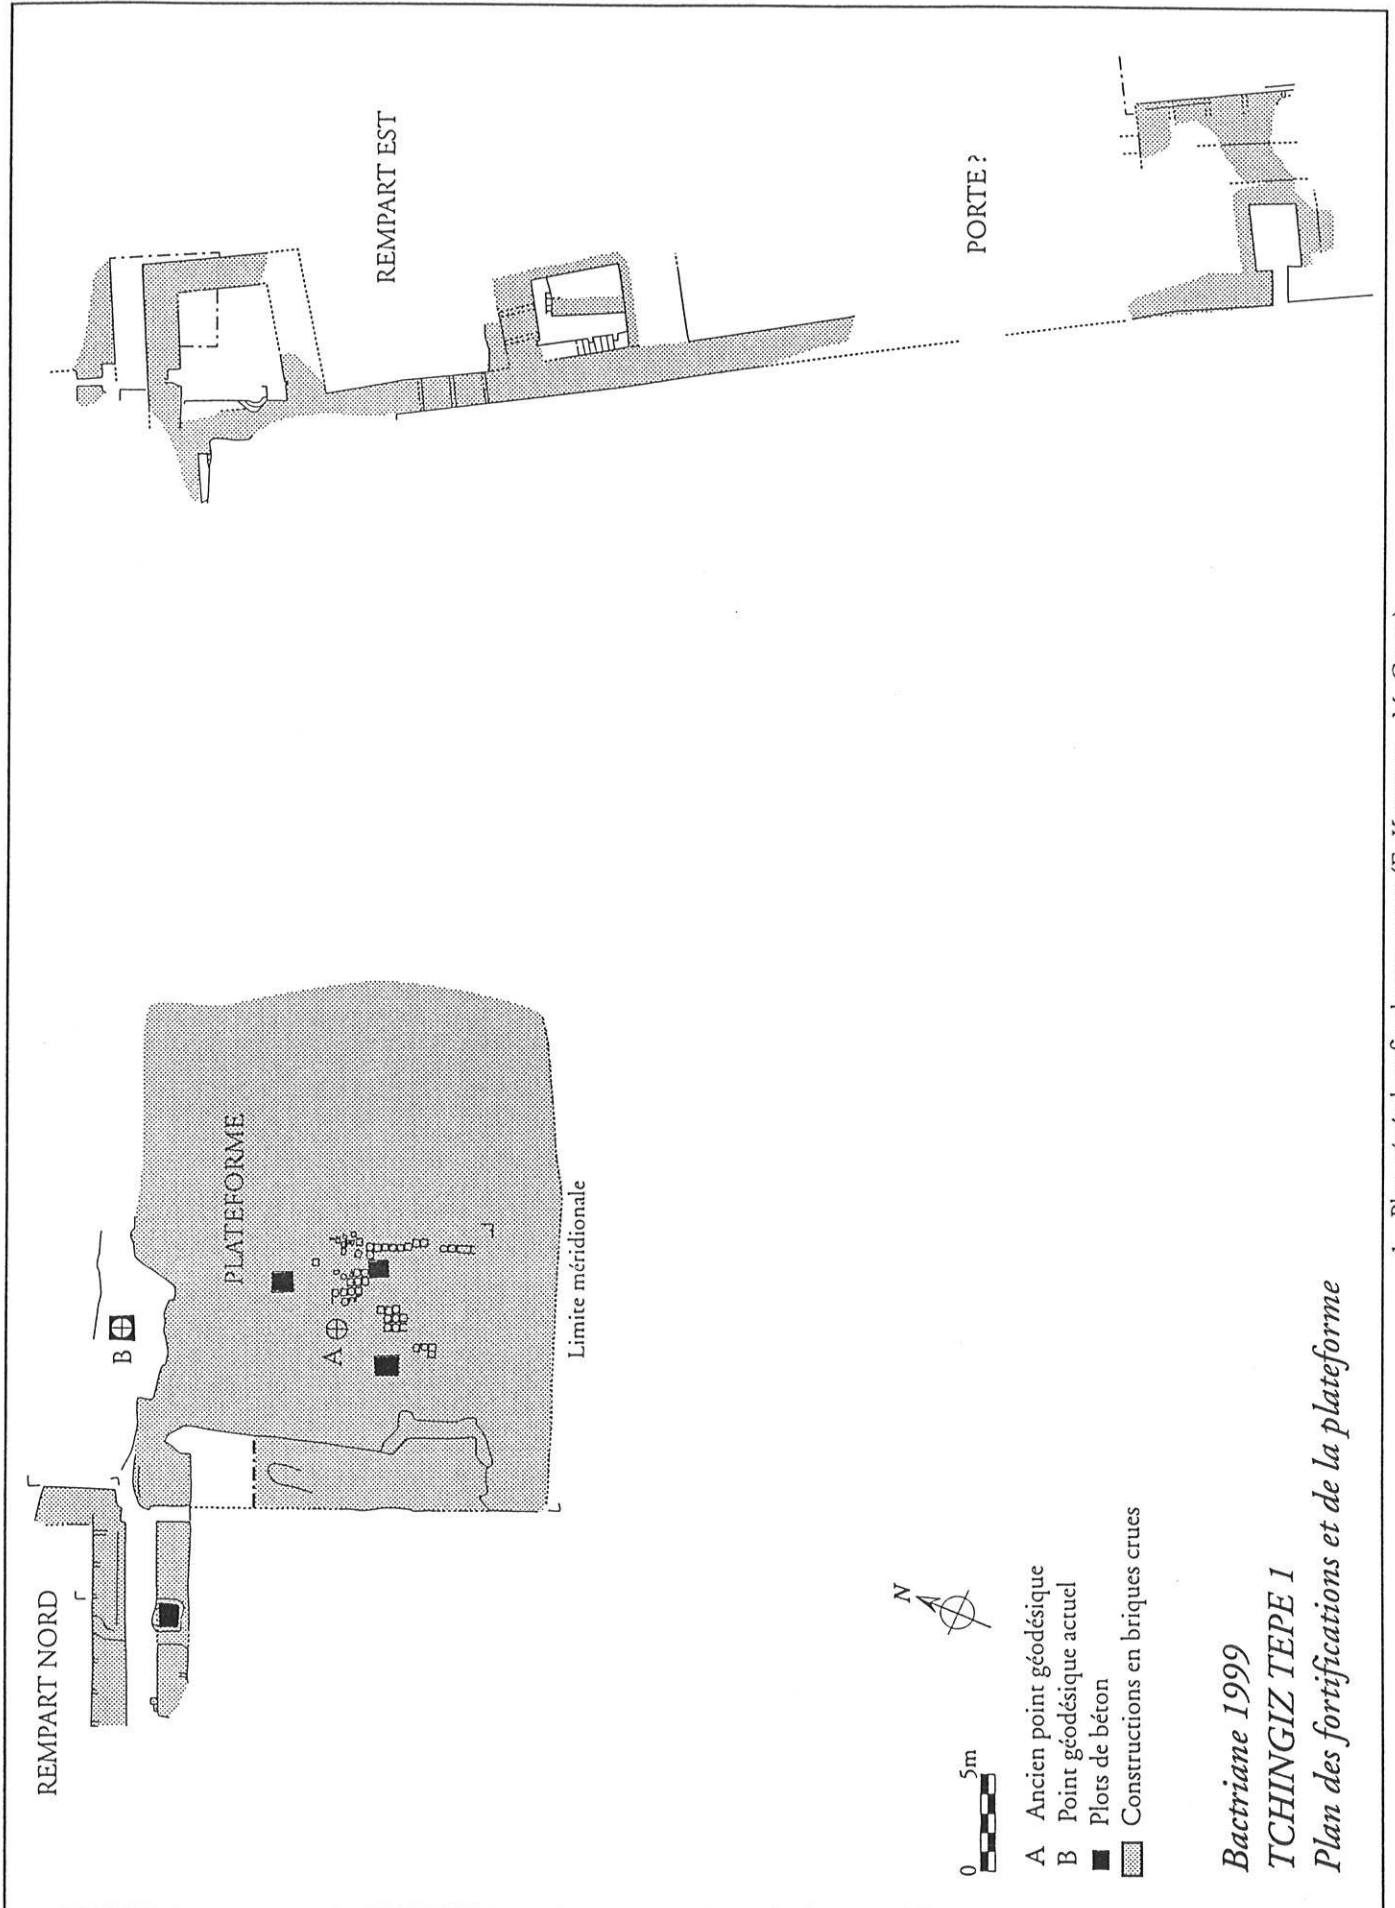 REMPART NORD
B
A
PLATEFORME
Limite méridionale
REMPART EST
PORTE ?
N
0 5m
A Ancien point géodésique
B Point géodésique actuel
Plots de béton
Constructions en briques crues
Bactriane 1999
TCHINGIZ TEPE 1
Plan des fortifications et de la plateforme